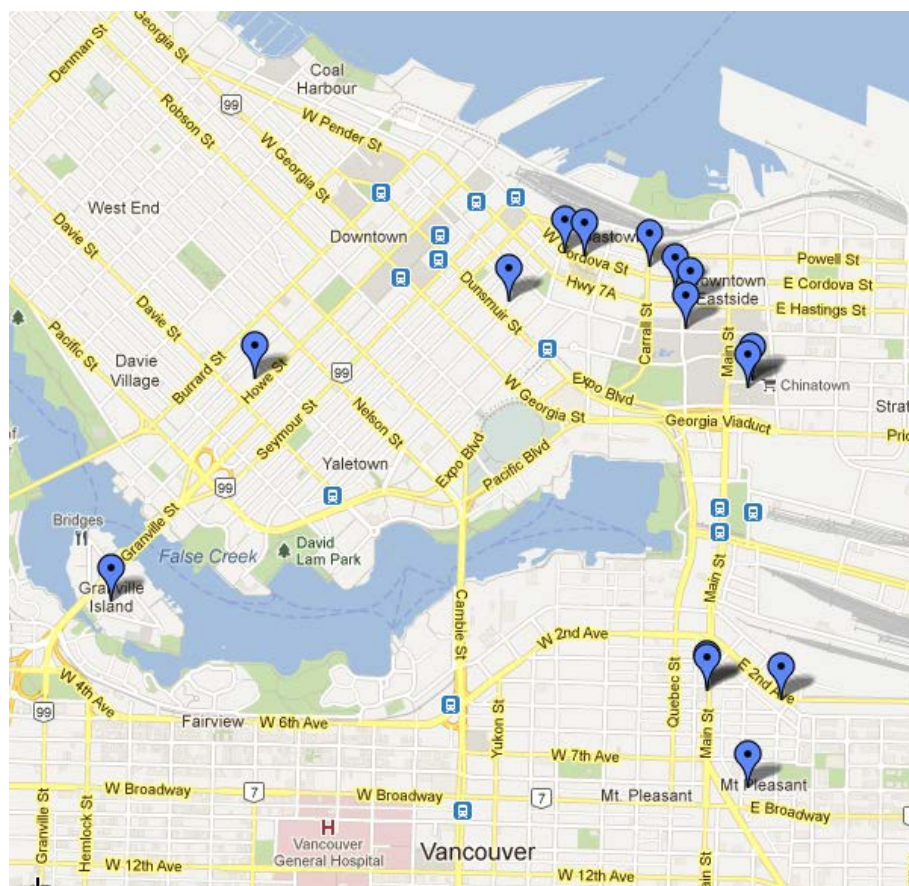 Georgia St
Denman St
Coal
Harbour
99
Robson St
W Pender St
W Georgia St
West End
Downtown
Davie St
W Cordova St
Powell St
Hwy 7A
Downtown
Eastside
E Cordova St
E Hastings St
Dunsmuir St
Carrall St
Main St
Davie St
Pacific St
Davie
Village
Burrard St
Howe St
99
Nelson St
Seymour St
Expo Blvd
W Georgia St
Chinatown
Georgia Viaduct
Expo Blvd
Pacific Blvd
Yaletown
99
Bridges
Granville St
False Creek
David
Lam Park
Granville
Island
Main St
Cambie St
W 2nd Ave
E 2nd Ave
Quebec St
Main St
W 4th Ave
99
Fairview
W 6th Ave
Yukon St
W 7th Ave
Mt Pleasant
Mt. Pleasant
W Broadway
7
W Broadway
7
E Broadway
Granville St
Hemlock St
H
Vancouver
General Hospital
Vancouver
W 12th Ave
W 12th Ave
Main St